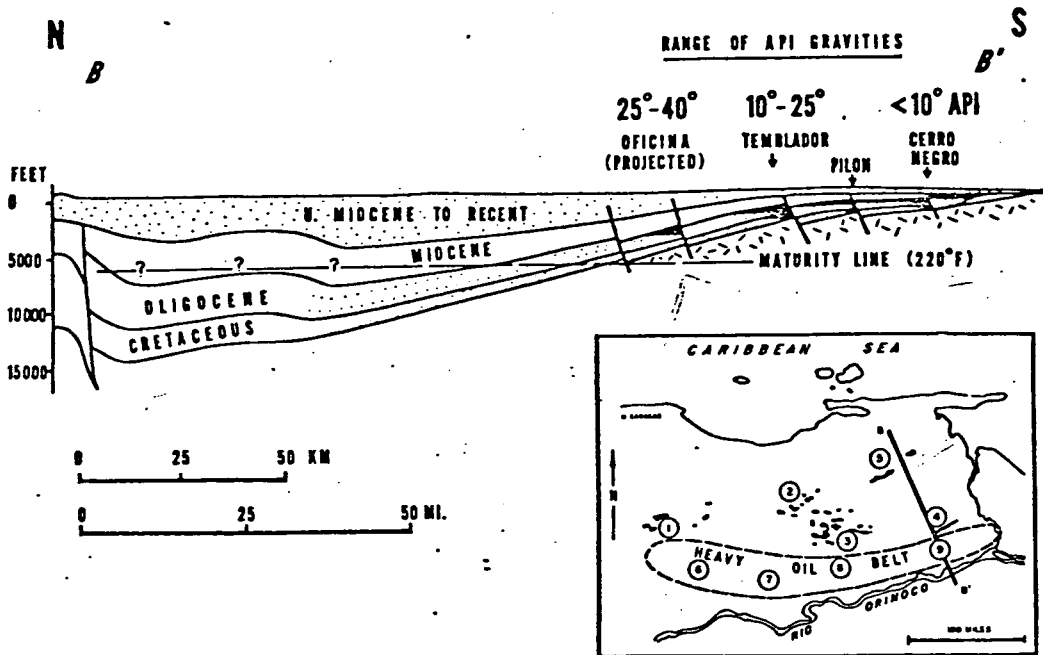 N
S
B
B'
RANGE OF API GRAVITIES
25°-40°
10°-25°
<10° API
OFICINA
(PROJECTED)
TEMBLADOR
PILON
CERRO
NEGRO
FEET
0
5000
10000
15000
U. MIOCENE TO RECENT
MIOCENE
? ? ?
MATURITY LINE (220°F)
OLIGOCENE
CRETACEOUS
0 25 50 KM
0 25 50 MI.
CARIBBEAN SEA
N
B
5
2
1
3
4
HEAVY OIL BELT
6
7
8
9
B'
RIO ORINOCO
100 MILES